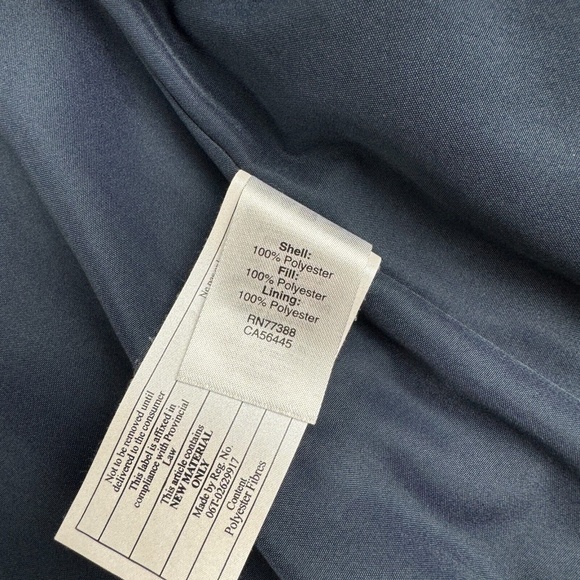 Shell:
100% Polyester
Fill:
100% Polyester
Lining:
100% Polyester
RN77388
CA56445
Not to be removed until
delivered to the consumer
This label is affixed in
compliance with Provincial
Law
This article contains
NEW MATERIAL
ONLY
Made by Reg. No.
06T-02629917
Content
Polyester Fibres